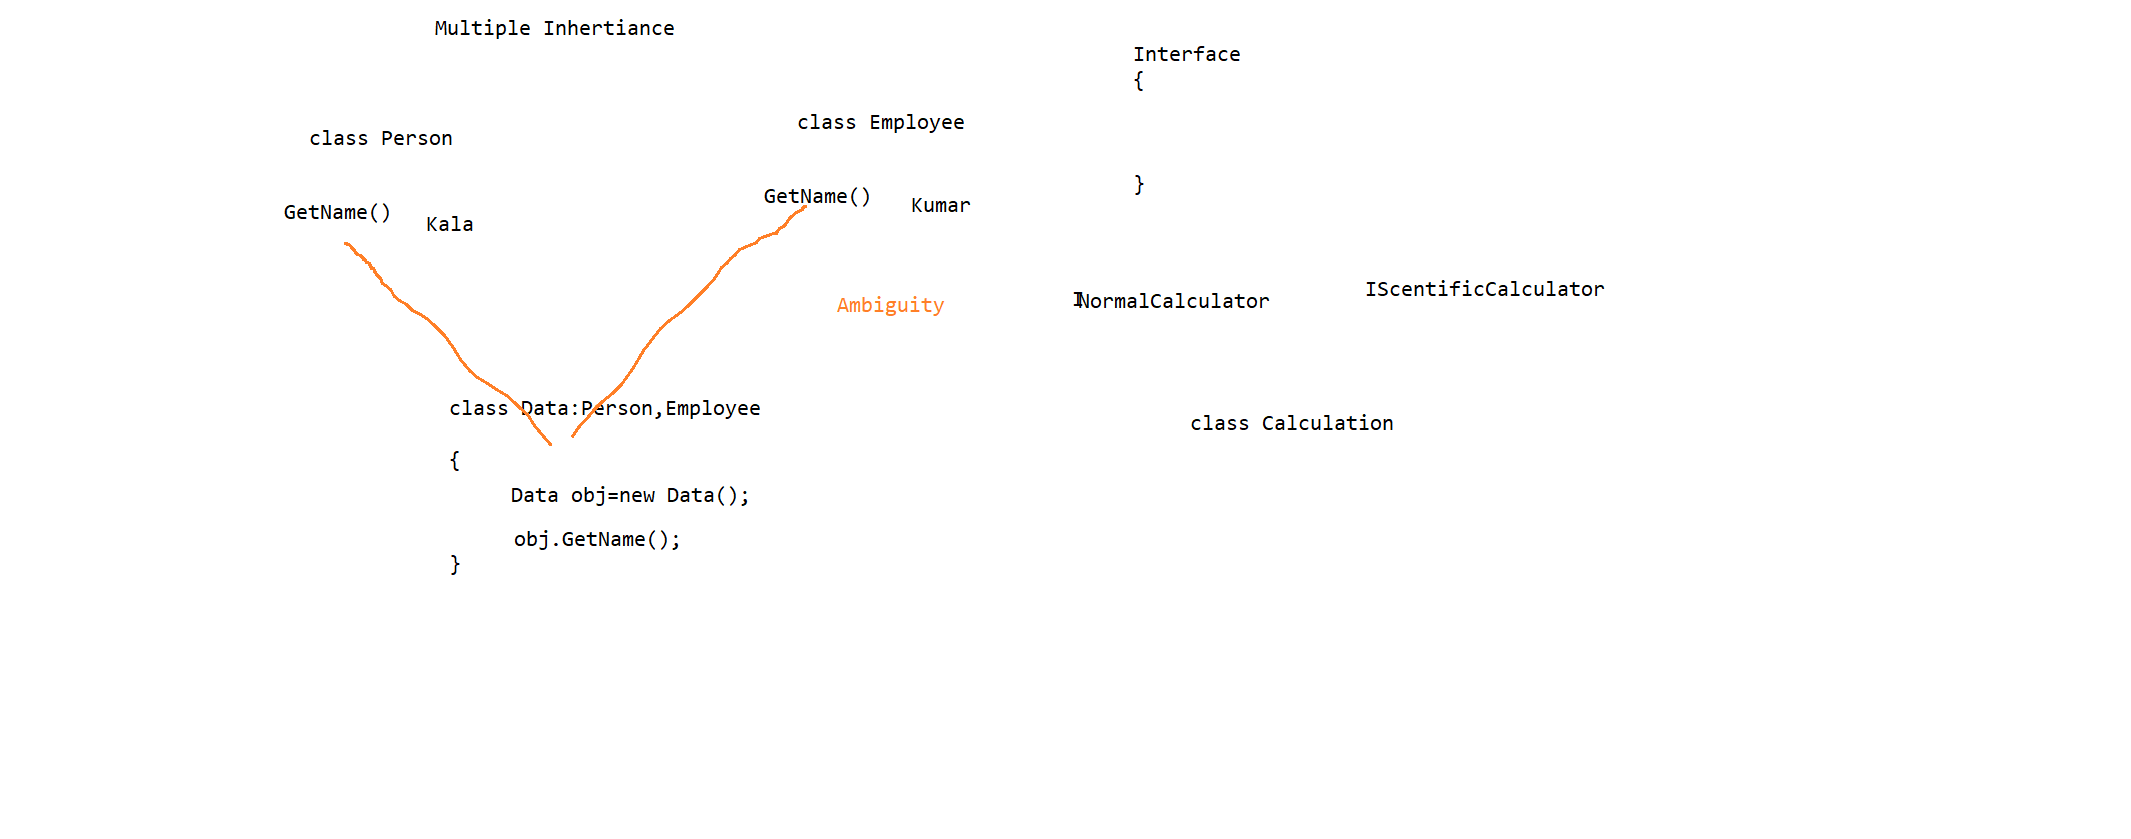 Multiple Inhertiance
class Person
GetName()
Kala
class Employee
GetName()
Kumar
Ambiguity
class Data:Person,Employee
{
Data obj=new Data();
obj.GetName();
}
Interface
{
}
INormalCalculator
IScentificCalculator
class Calculation